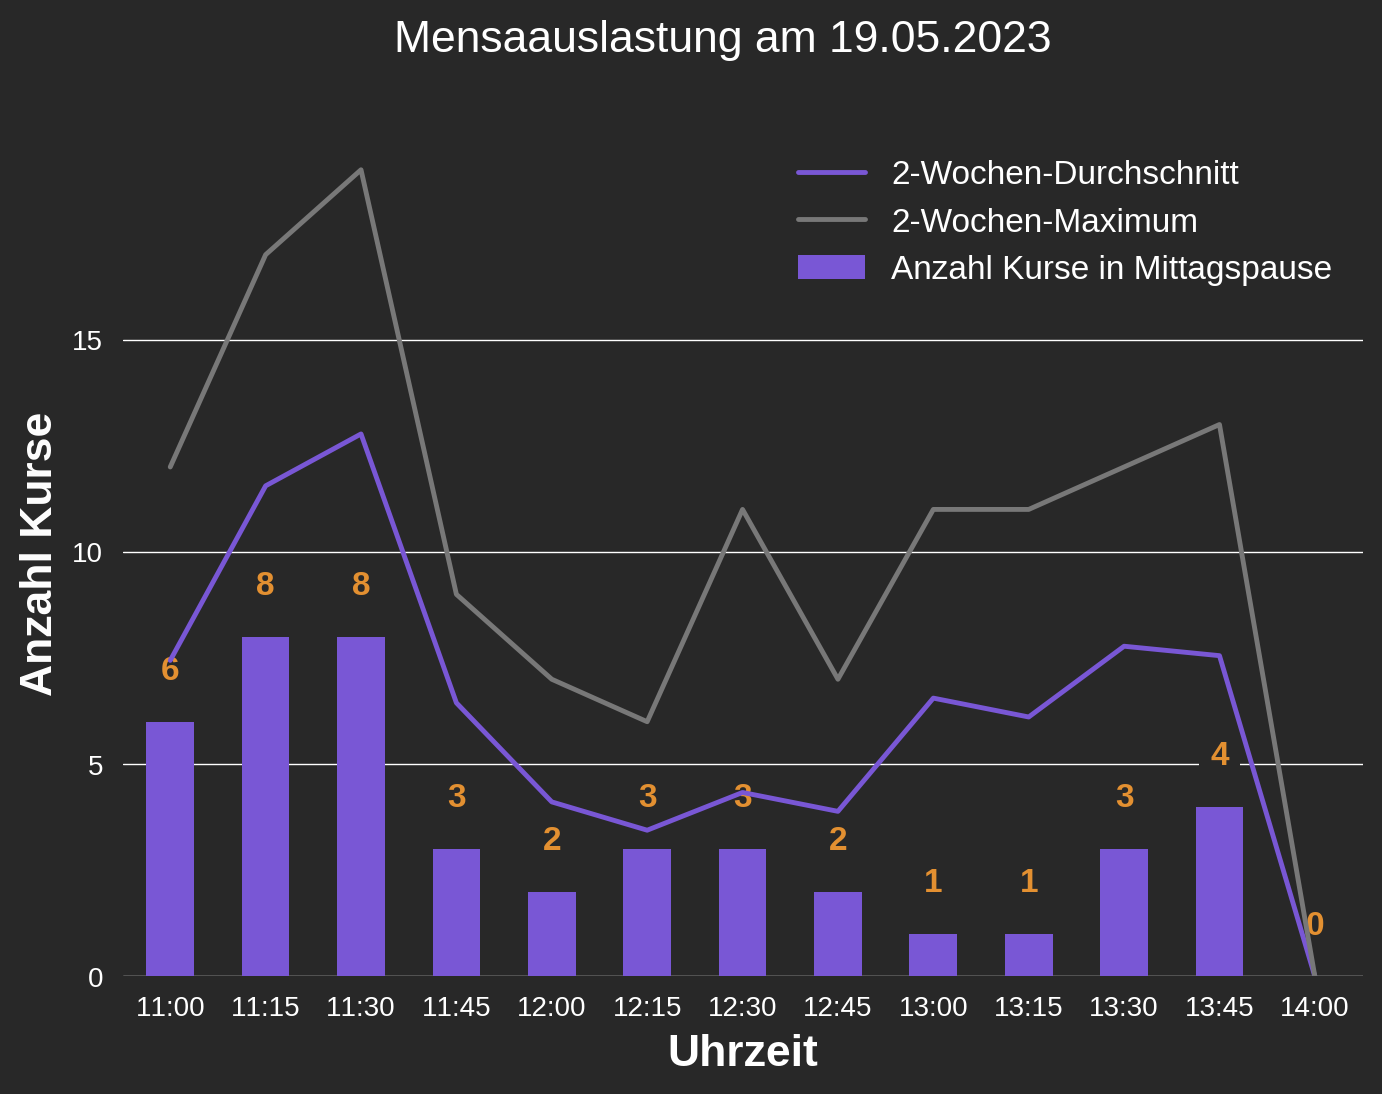 Mensaauslastung am 19.05.2023
2-Wochen-Durchschnitt
2-Wochen-Maximum
Anzahl Kurse in Mittagspause
Anzahl Kurse
15
10
5
0
6
8
8
3
2
3
3
2
1
1
3
4
0
11:00 11:15 11:30 11:45 12:00 12:15 12:30 12:45 13:00 13:15 13:30 13:45 14:00
Uhrzeit